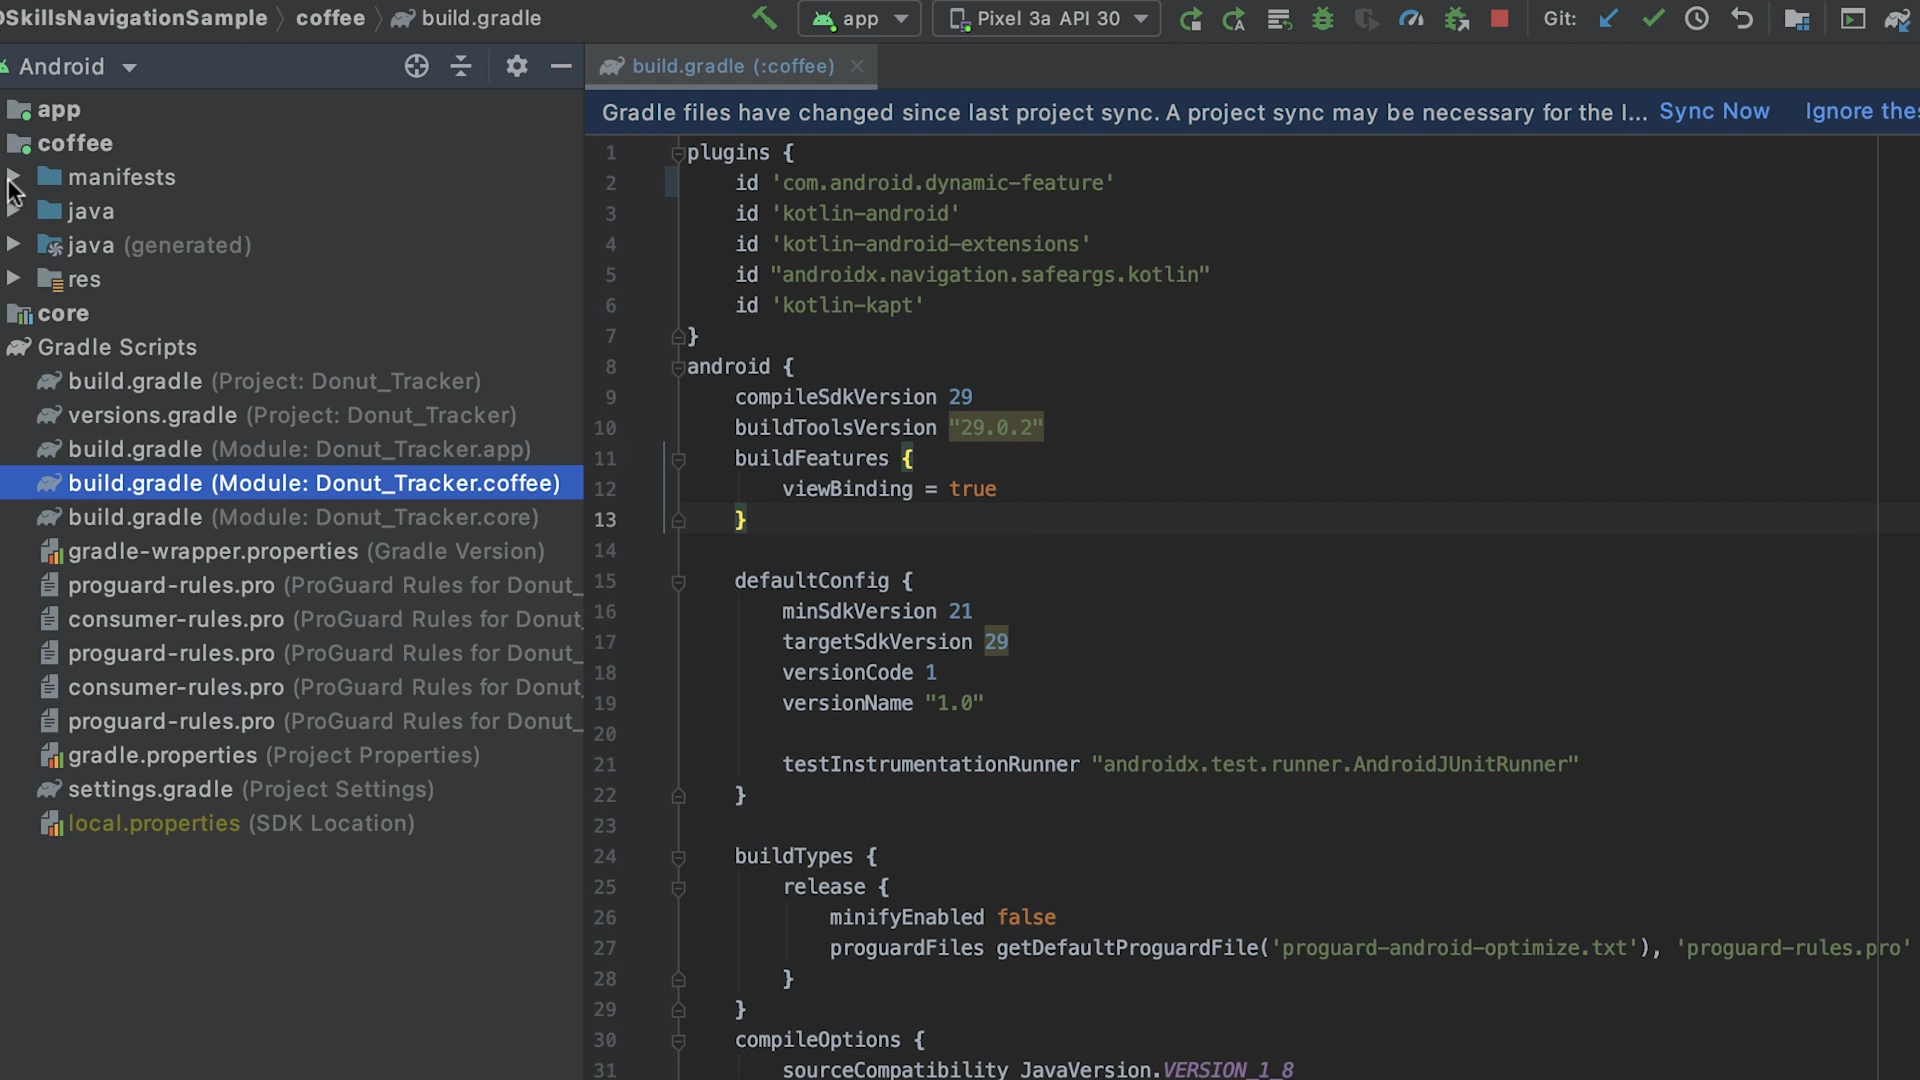 OSkillsNavigationSample coffee build.gradle
app Pixel 3a API 30 Git:
Android
build.gradle (:coffee)
app
coffee
manifests
java
java (generated)
res
core
Gradle Scripts
build.gradle (Project: Donut_Tracker)
versions.gradle (Project: Donut_Tracker)
build.gradle (Module: Donut_Tracker.app)
build.gradle (Module: Donut_Tracker.coffee)
build.gradle (Module: Donut_Tracker.core)
gradle-wrapper.properties (Gradle Version)
proguard-rules.pro (ProGuard Rules for Donut_
consumer-rules.pro (ProGuard Rules for Donut
proguard-rules.pro (ProGuard Rules for Donut_
consumer-rules.pro (ProGuard Rules for Donut
proguard-rules.pro (ProGuard Rules for Donut_
gradle.properties (Project Properties)
settings.gradle (Project Settings)
local.properties (SDK Location)
Gradle files have changed since last project sync. A project sync may be necessary for the I... Sync Now Ignore thes
1 plugins {
2 id 'com.android.dynamic-feature'
3 id 'kotlin-android'
4 id 'kotlin-android-extensions'
5 id "androidx.navigation.safeargs.kotlin"
6 id 'kotlin-kapt'
7 }
8 android {
9 compileSdkVersion 29
10 buildToolsVersion "29.0.2"
11 buildFeatures {
12 viewBinding = true
13 }
14
15 defaultConfig {
16 minSdkVersion 21
17 targetSdkVersion 29
18 versionCode 1
19 versionName "1.0"
20
21 testInstrumentationRunner "androidx.test.runner.AndroidJUnitRunner"
22 }
23
24 buildTypes {
25 release {
26 minifyEnabled false
27 proguardFiles getDefaultProguardFile('proguard-android-optimize.txt'), 'proguard-rules.pro'
28 }
29 }
30 compileOptions {
31 sourceCompatibility JavaVersion.VERSION_1_8